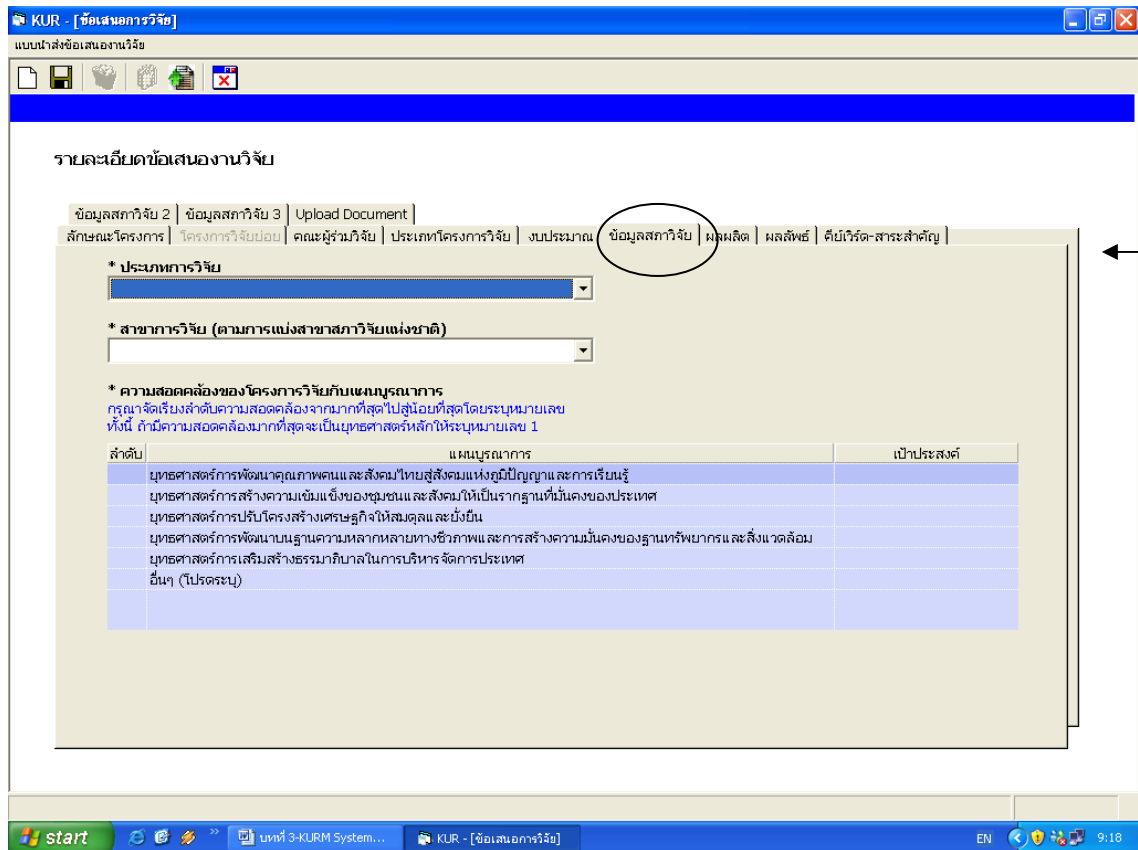 KUR - [ข้อเสนอการวิจัย]
แบบนำส่งข้อเสนองานวิจัย
รายละเอียดข้อเสนองานวิจัย
ข้อมูลสภาวิจัย 2 ข้อมูลสภาวิจัย 3 Upload Document
ลักษณะโครงการ โครงการวิจัยย่อย คณะผู้ร่วมวิจัย ประเภทโครงการวิจัย งบประมาณ ข้อมูลสภาวิจัย ผลผลิต ผลลัพธ์ คีย์เวิร์ด-สาระสำคัญ
* ประเภทการวิจัย
* สาขาการวิจัย (ตามการแบ่งสาขาสภาวิจัยแห่งชาติ)
* ความสอดคล้องของโครงการวิจัยกับแผนบูรณาการ
กรุณาจัดเรียงลำดับความสอดคล้องจากมากที่สุดไปสู่น้อยที่สุดโดยระบุหมายเลข
ทั้งนี้ ถ้ามีความสอดคล้องมากที่สุดจะเป็นยุทธศาสตร์หลักให้ระบุหมายเลข 1
ลำดับ แผนบูรณาการ เป้าประสงค์
ยุทธศาสตร์การพัฒนาคุณภาพคนและสังคมไทยสู่สังคมแห่งภูมิปัญญาและการเรียนรู้
ยุทธศาสตร์การสร้างความเข้มแข็งของชุมชนและสังคมให้เป็นรากฐานที่มั่นคงของประเทศ
ยุทธศาสตร์การปรับโครงสร้างเศรษฐกิจให้สมดุลและยั่งยืน
ยุทธศาสตร์การพัฒนาบนฐานความหลากหลายทางชีวภาพและการสร้างความมั่นคงของฐานทรัพยากรและสิ่งแวดล้อม
ยุทธศาสตร์การเสริมสร้างธรรมาภิบาลในการบริหารจัดการประเทศ
อื่นๆ (โปรดระบุ)
start บทที่ 3-KURM System... KUR - [ข้อเสนอการวิจัย] EN 9:18